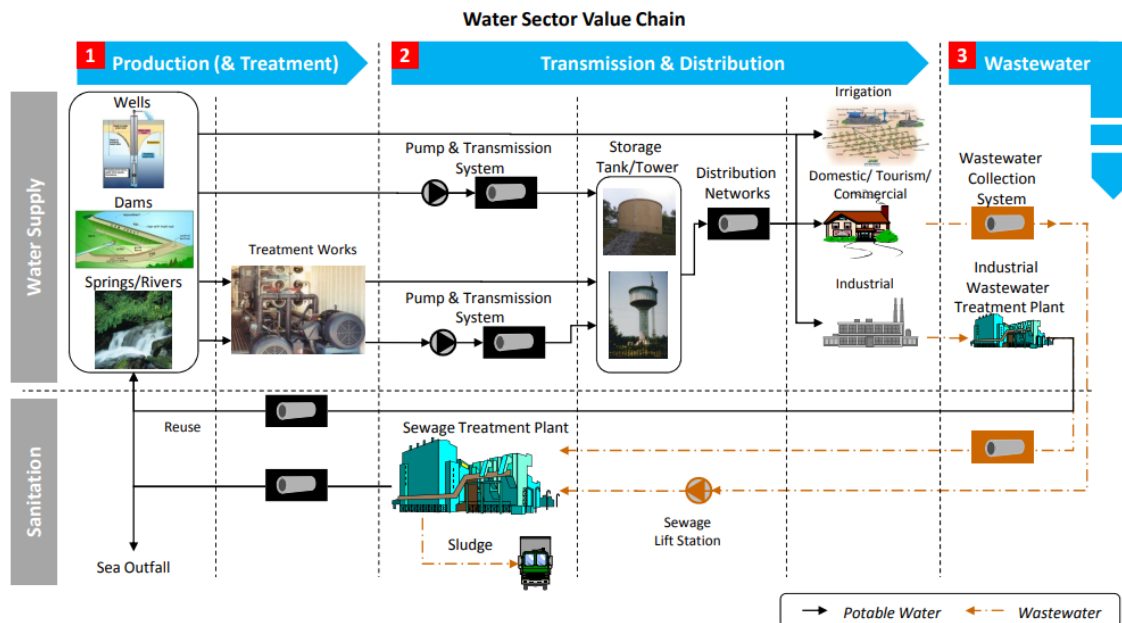 Water Sector Value Chain
1
Production (& Treatment)
2
Transmission & Distribution
3
Wastewater
Water Supply
Wells
Dams
Springs/Rivers
Treatment Works
Pump & Transmission
System
Pump & Transmission
System
Storage
Tank/Tower
Distribution
Networks
Irrigation
Domestic/ Tourism/
Commercial
Industrial
Wastewater
Collection
System
Industrial
Wastewater
Treatment Plant
Sanitation
Reuse
Sea Outfall
Sewage Treatment Plant
Sludge
Sewage
Lift Station
Potable Water
Wastewater